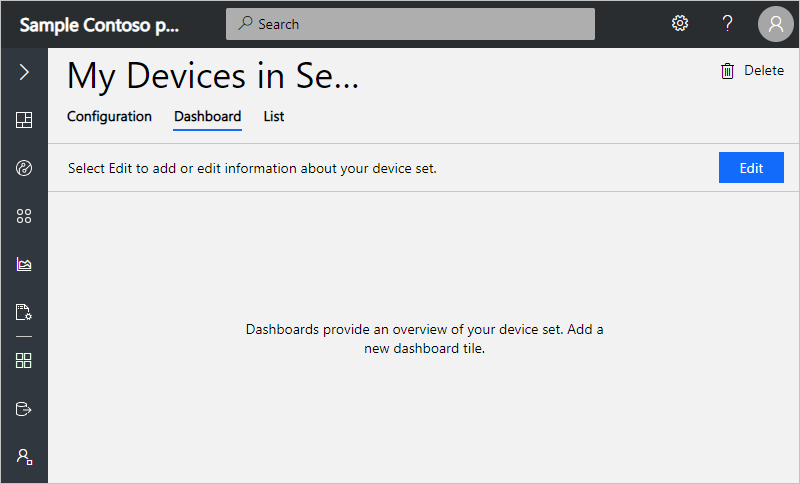 Sample Contoso p...
Search
?
My Devices in Se...
Delete
Configuration Dashboard List
Select Edit to add or edit information about your device set.
Edit
Dashboards provide an overview of your device set. Add a
new dashboard tile.